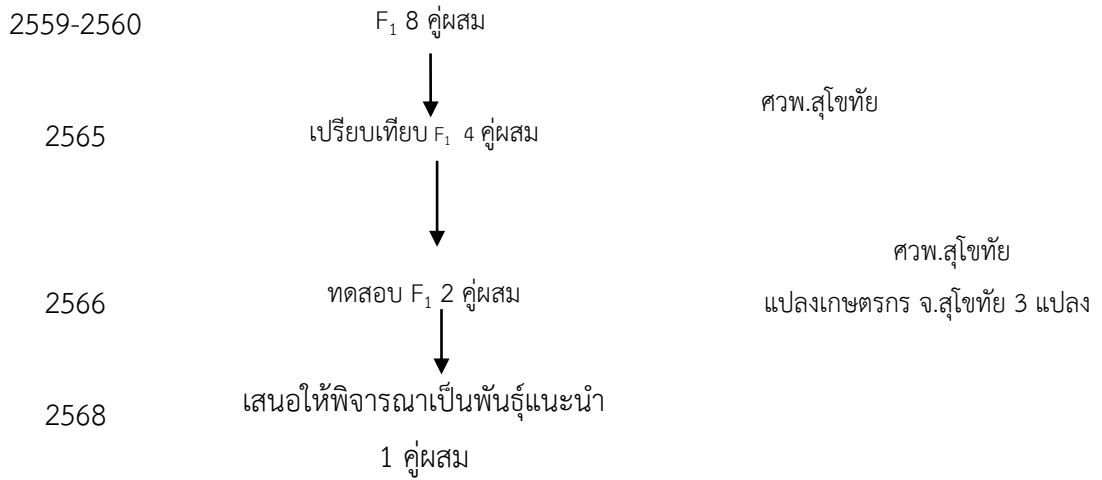 2559-2560 F₁ 8 คู่ผสม
ศวพ.สุโขทัย
2565 เปรียบเทียบ F₁ 4 คู่ผสม
ศวพ.สุโขทัย
2566 ทดสอบ F₁ 2 คู่ผสม แปลงเกษตรกร จ.สุโขทัย 3 แปลง
2568 เสนอให้พิจารณาเป็นพันธุ์แนะนำ
1 คู่ผสม